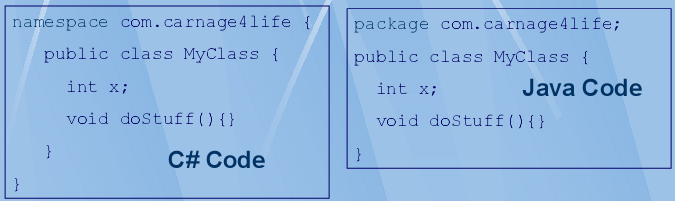 namespace com.carnage4life {
public class MyClass {
int x;
void doStuff(){}
}
}
C# Code
package com.carnage4life;
public class MyClass {
int x;
void doStuff(){}
}
Java Code